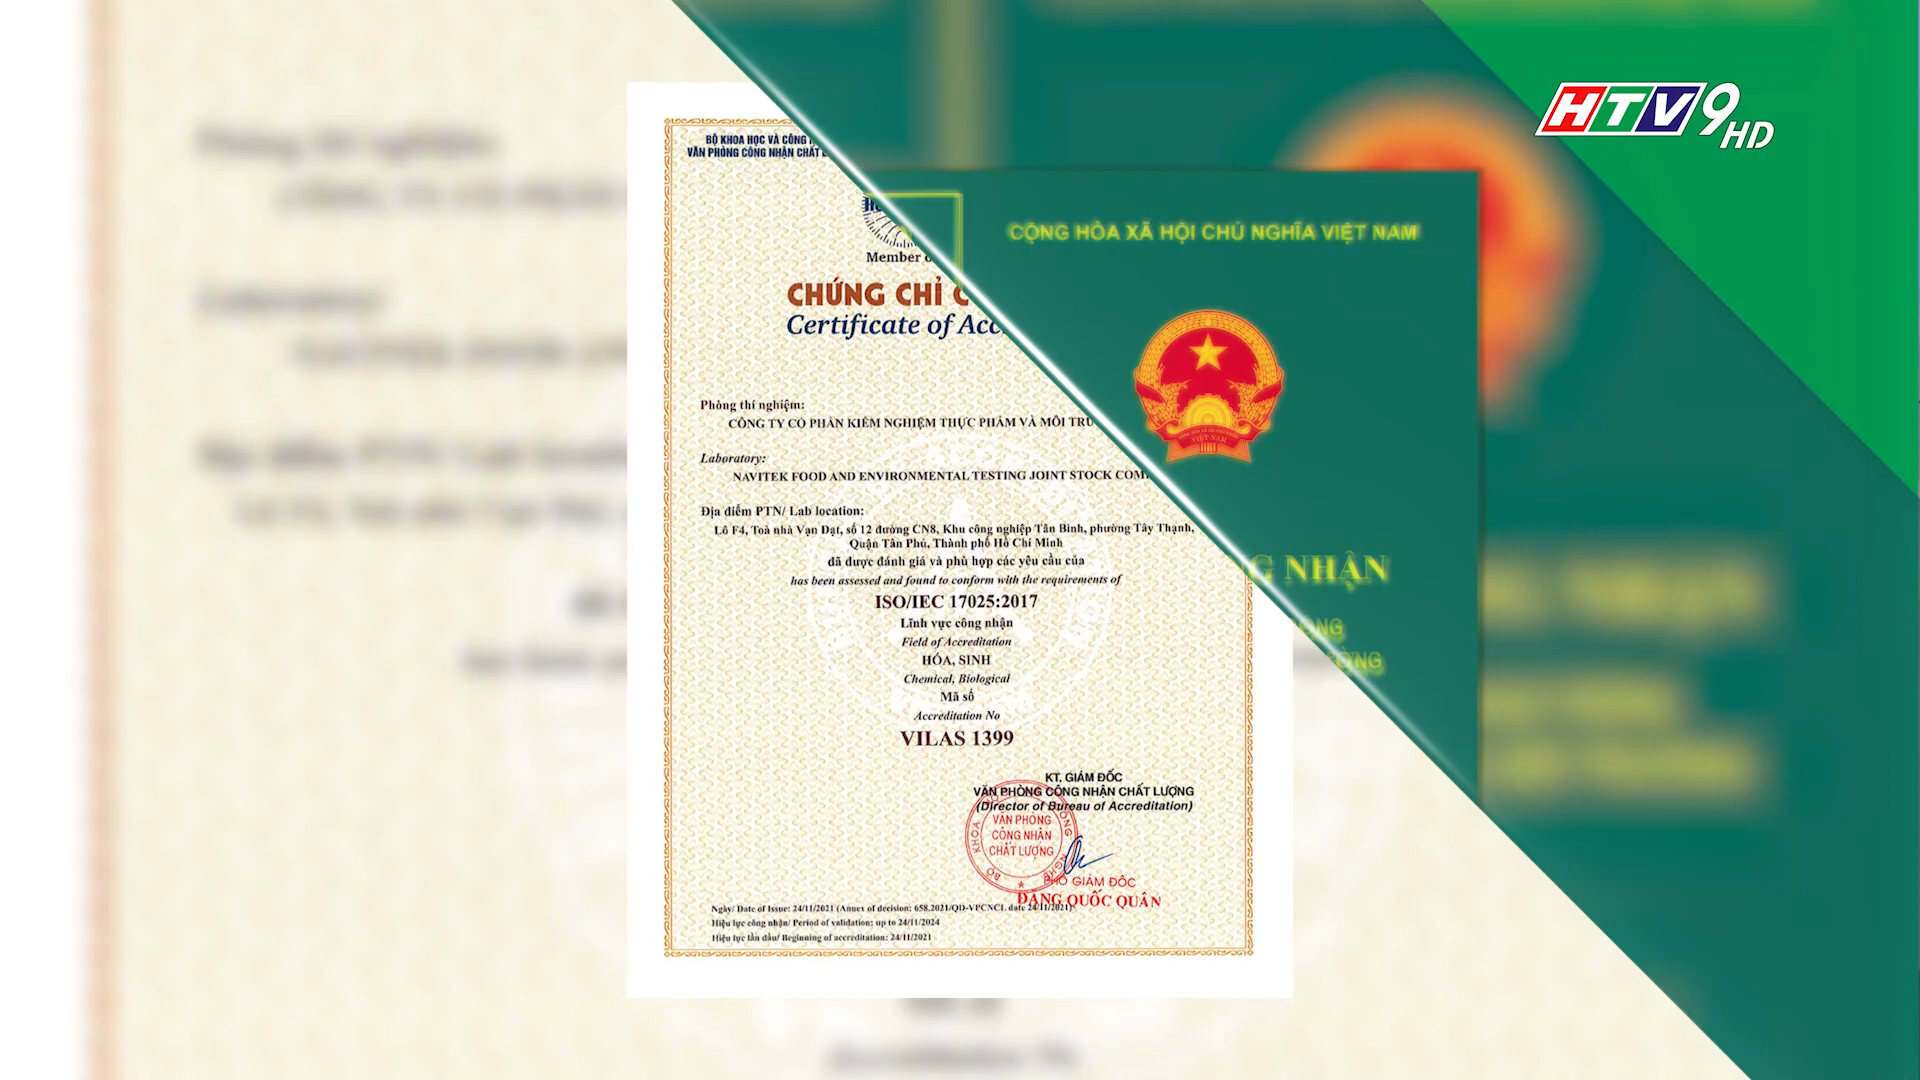 HTV9 HD
BỘ KHOA HỌC VÀ CÔNG
VĂN PHÒNG CÔNG NHẬN CHẤT
Member
CHỨNG CHỈ
Certificate of Acc
Phòng thí nghiệm:
CÔNG TY CỔ PHẦN KIỂM NGHIỆM THỰC PHẨM VÀ MÔI TRƯ
Laboratory:
NAVITEK FOOD AND ENVIRONMENTAL TESTING JOINT STOCK COM
Địa điểm PTN/ Lab location:
Lô F4, Toà nhà Vạn Đạt, số 12 đường CN8, Khu công nghiệp Tân Bình, phường Tây Thạnh,
Quận Tân Phú, Thành phố Hồ Chí Minh
đã được đánh giá và phù hợp các yêu cầu của
has been assessed and found to conform with the requirements of
ISO/IEC 17025:2017
Lĩnh vực công nhận
Field of Accreditation
HÓA, SINH
Chemical, Biological
Mã số
Accreditation No
VILAS 1399
KT. GIÁM ĐỐC
VĂN PHÒNG CÔNG NHẬN CHẤT LƯỢNG
(Director of Bureau of Accreditation)
VĂN PHÒNG
CÔNG NHẬN
CHẤT LƯỢNG
PHÓ GIÁM ĐỐC
ĐẶNG QUỐC QUÂN
Ngày/ Date of Issue: 24/11/2021 (Annex of decision: 658.2021/QĐ-VPCNCL date 24/11/2021)
Hiệu lực công nhận/ Period of validation: up to 24/11/2024
Hiệu lực lần đầu/ Beginning of accreditation: 24/11/2021
CỘNG HÒA XÃ HỘI CHỦ NGHĨA VIỆT NAM
VIỆT NAM
G NHẬN
NG
ỜNG